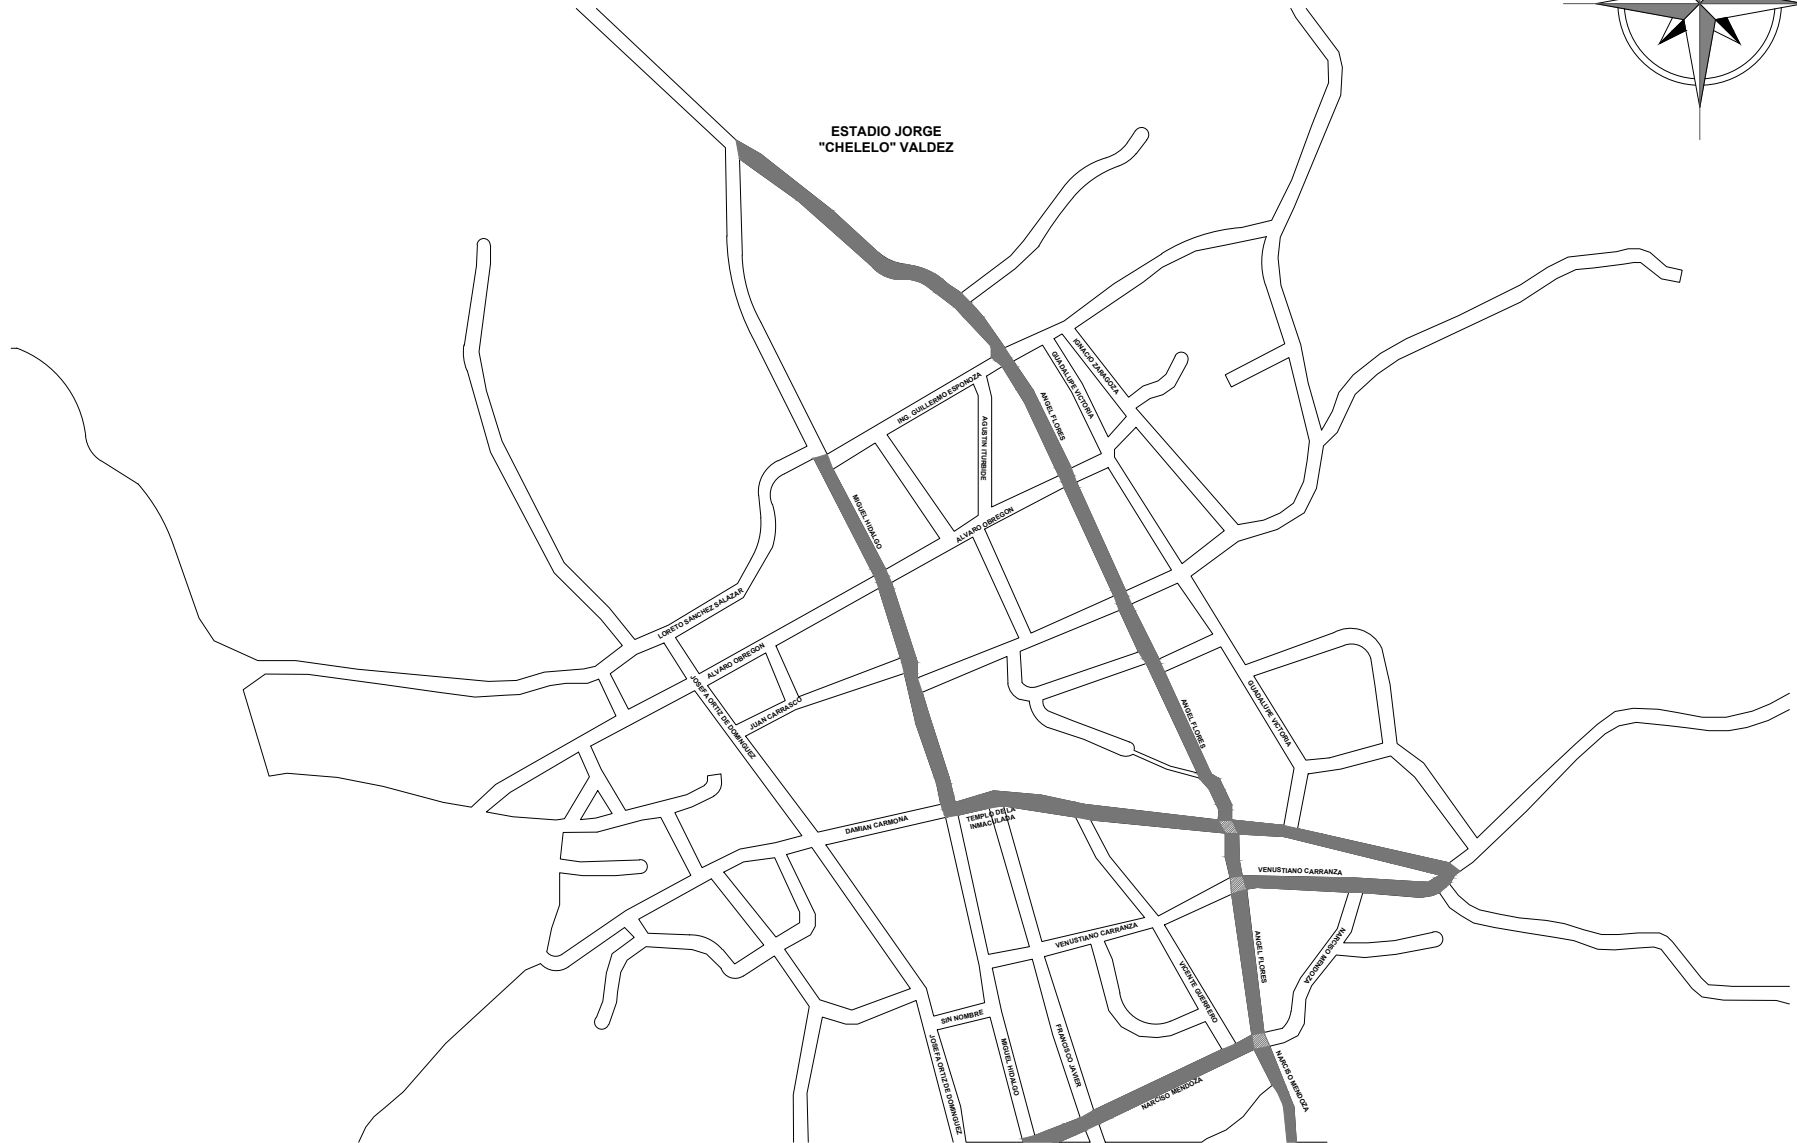 ESTADIO JORGE
"CHELELO" VALDEZ
IGNACIO ZARAGOZA
GUADALUPE VICTORIA
ING. GUILLERMO ESPONOZA
ANGEL FLORES
AGUSTIN ITURBIDE
MIGUEL HIDALGO
ALVARO OBREGON
LORETO SANCHEZ SALAZAR
ALVARO OBREGON
JOSEFA ORTIZ DE DOMINGUEZ
JUAN CARRASCO
ANGEL FLORES
GUADALUPE VICTORIA
DAMIAN CARMONA
TEMPLO DE LA
INMACULADA
VENUSTIANO CARRANZA
VENUSTIANO CARRANZA
ANGEL FLORES
NARCISO MENDOZA
VICENTE GUERRERO
SIN NOMBRE
JOSEFA ORTIZ DE DOMINGUEZ
MIGUEL HIDALGO
FRANCISCO JAVIER
NARCISO MENDOZA
NARCISO MENDOZA